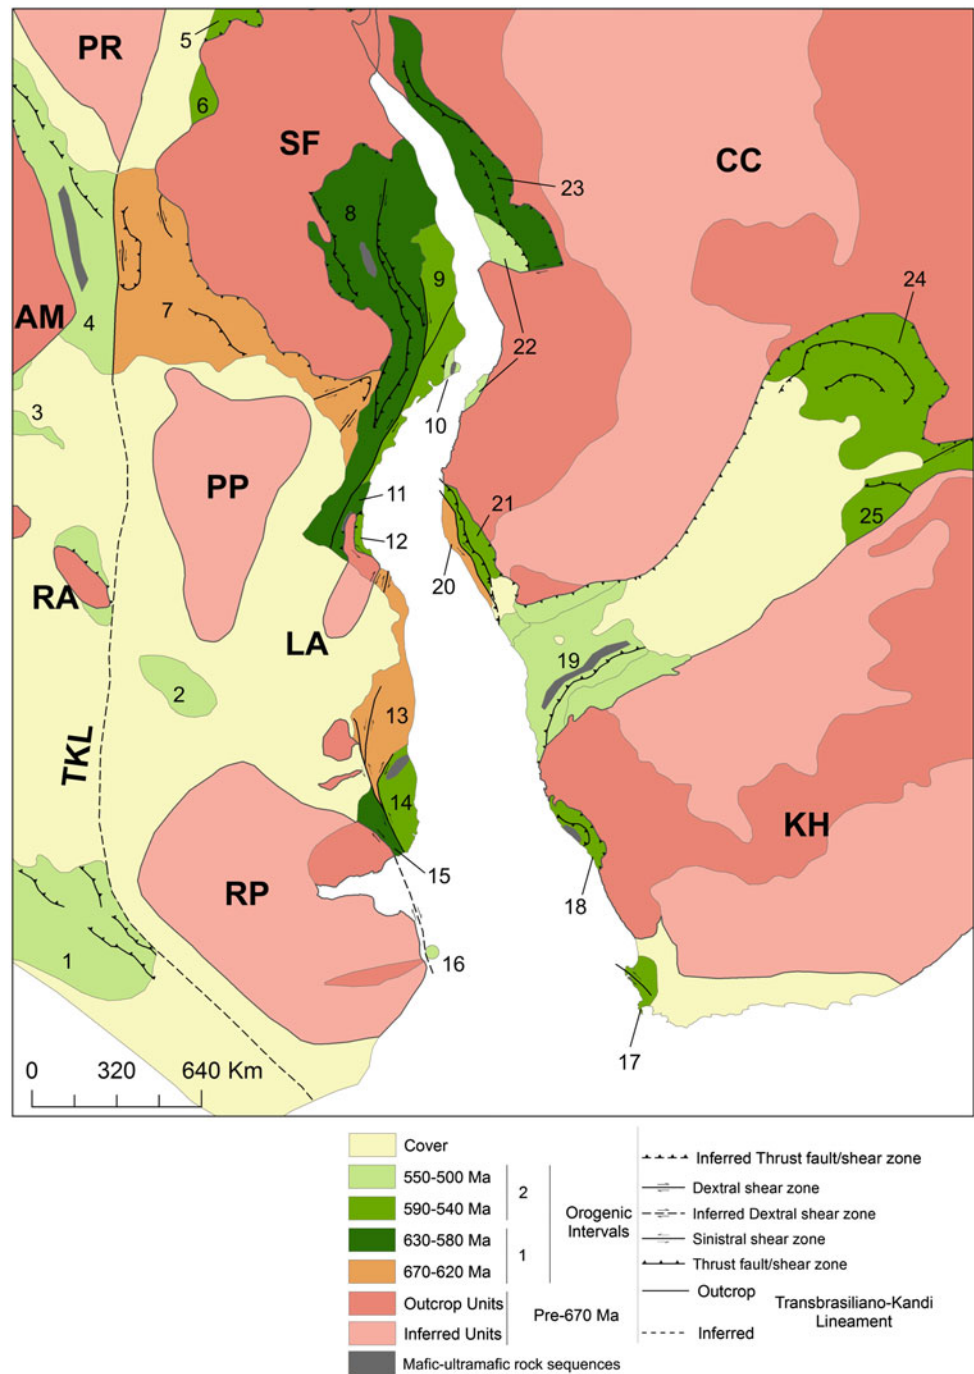 PR
5
6
SF
CC
8
23
9
22
24
AM
4
7
22
3
10
PP
11
21
12
25
20
RA
LA
2
19
13
TKL
14
KH
15
RP
18
1
16
17
0 320 640 Km
Cover
550-500 Ma
590-540 Ma
2
630-580 Ma
670-620 Ma
1
Orogenic
Intervals
Outcrop Units
Inferred Units
Pre-670 Ma
Mafic-ultramafic rock sequences
Inferred Thrust fault/shear zone
Dextral shear zone
Inferred Dextral shear zone
Sinistral shear zone
Thrust fault/shear zone
Outcrop
Inferred
Transbrasiliano-Kandi
Lineament